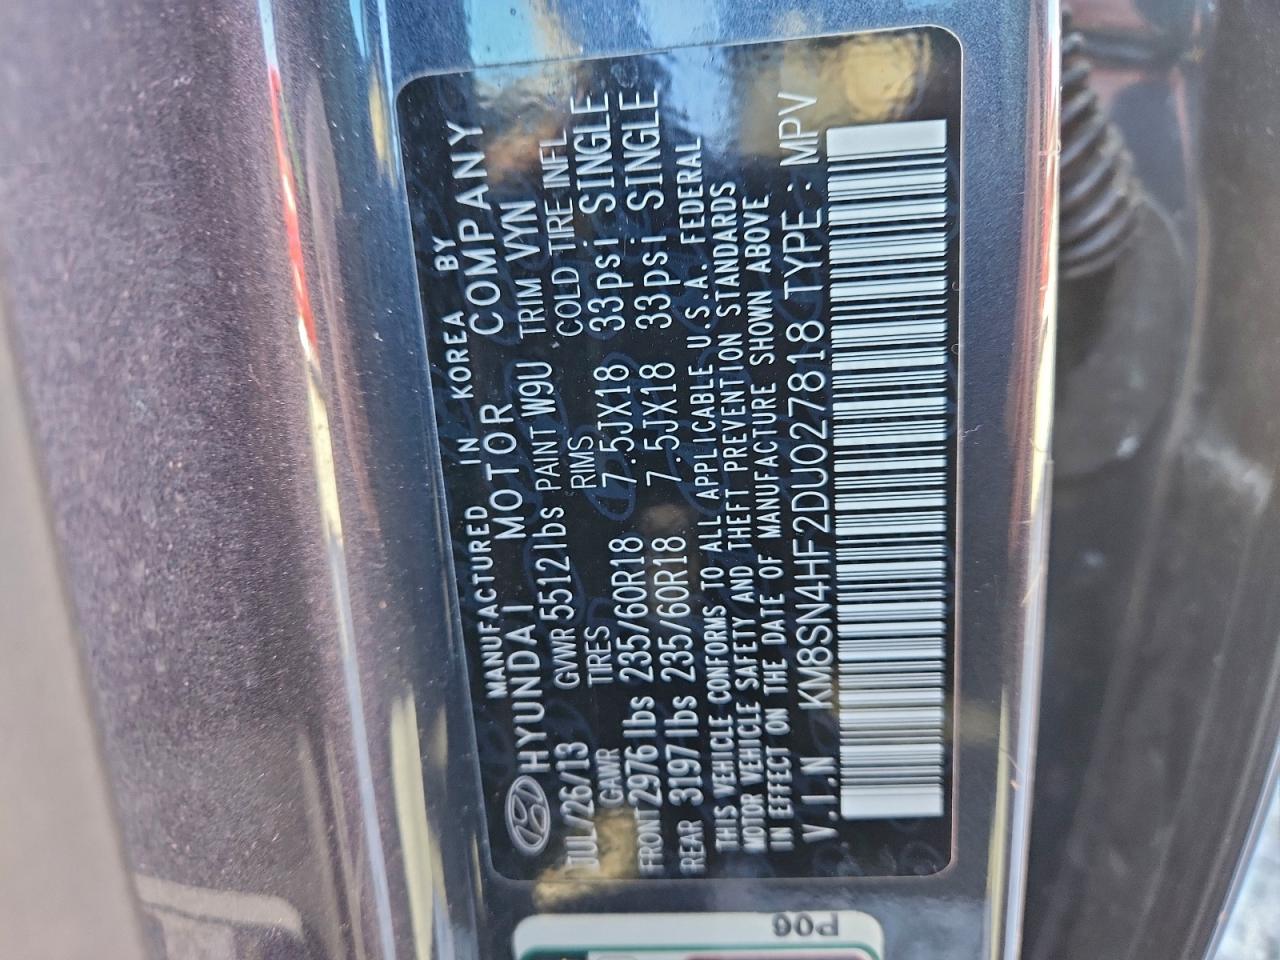 MANUFACTURED IN KOREA BY
HYUNDAI MOTOR COMPANY
JUL/26/13 GVWR 5512lbs PAINT W9U TRIM VYN
GAWR TIRES RIMS COLD TIRE INFL
FRONT 2976lbs 235/60R18 7.5JX18 33psi SINGLE
REAR 3197lbs 235/60R18 7.5JX18 33psi SINGLE
THIS VEHICLE CONFORMS TO ALL APPLICABLE U.S.A. FEDERAL
MOTOR VEHICLE SAFETY AND THEFT PREVENTION STANDARDS
IN EFFECT ON THE DATE OF MANUFACTURE SHOWN ABOVE
V.I.N KM8SN4HF2DU027818 TYPE : MPV
P06